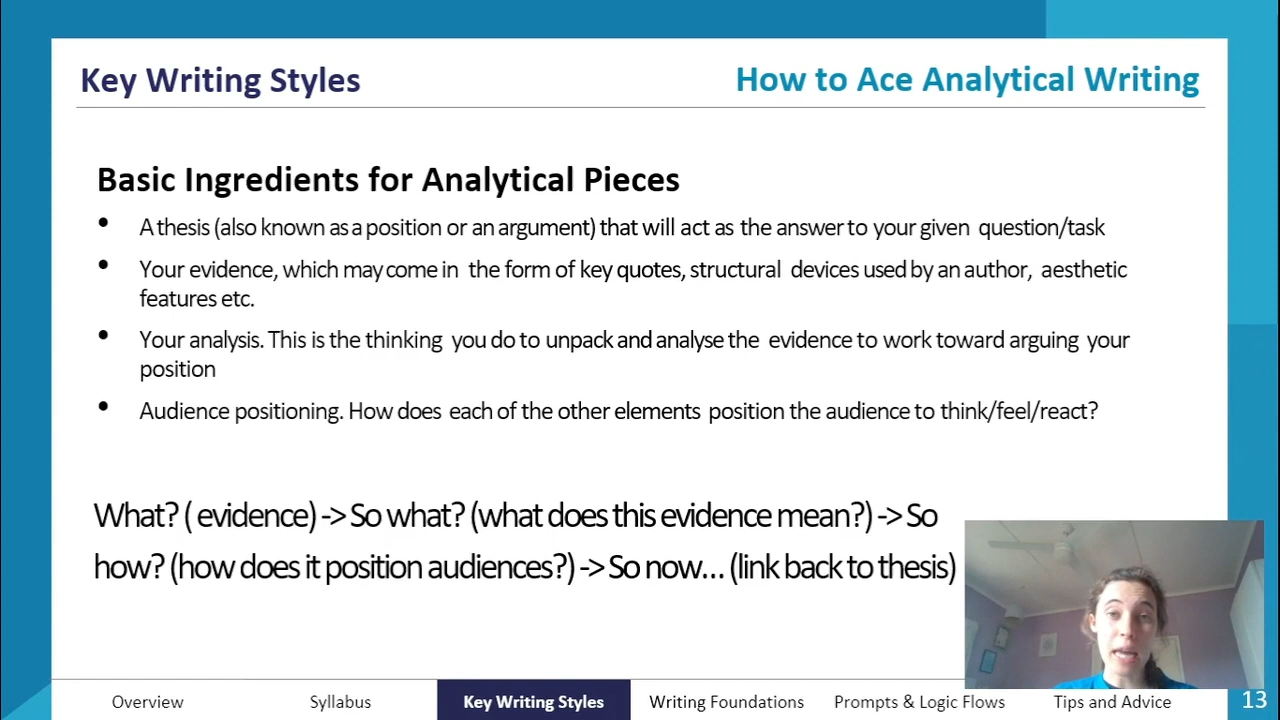 Key Writing Styles
How to Ace Analytical Writing
Basic Ingredients for Analytical Pieces
• A thesis (also known as a position or an argument) that will act as the answer to your given question/task
• Your evidence, which may come in the form of key quotes, structural devices used by an author, aesthetic
features etc.
• Your analysis. This is the thinking you do to unpack and analyse the evidence to work toward arguing your
position
• Audience positioning. How does each of the other elements position the audience to think/feel/react?
What? ( evidence) -> So what? (what does this evidence mean?) -> So
how? (how does it position audiences?) -> So now... (link back to thesis)
Overview
Syllabus
Key Writing Styles
Writing Foundations
Prompts & Logic Flows
Tips and Advice
13